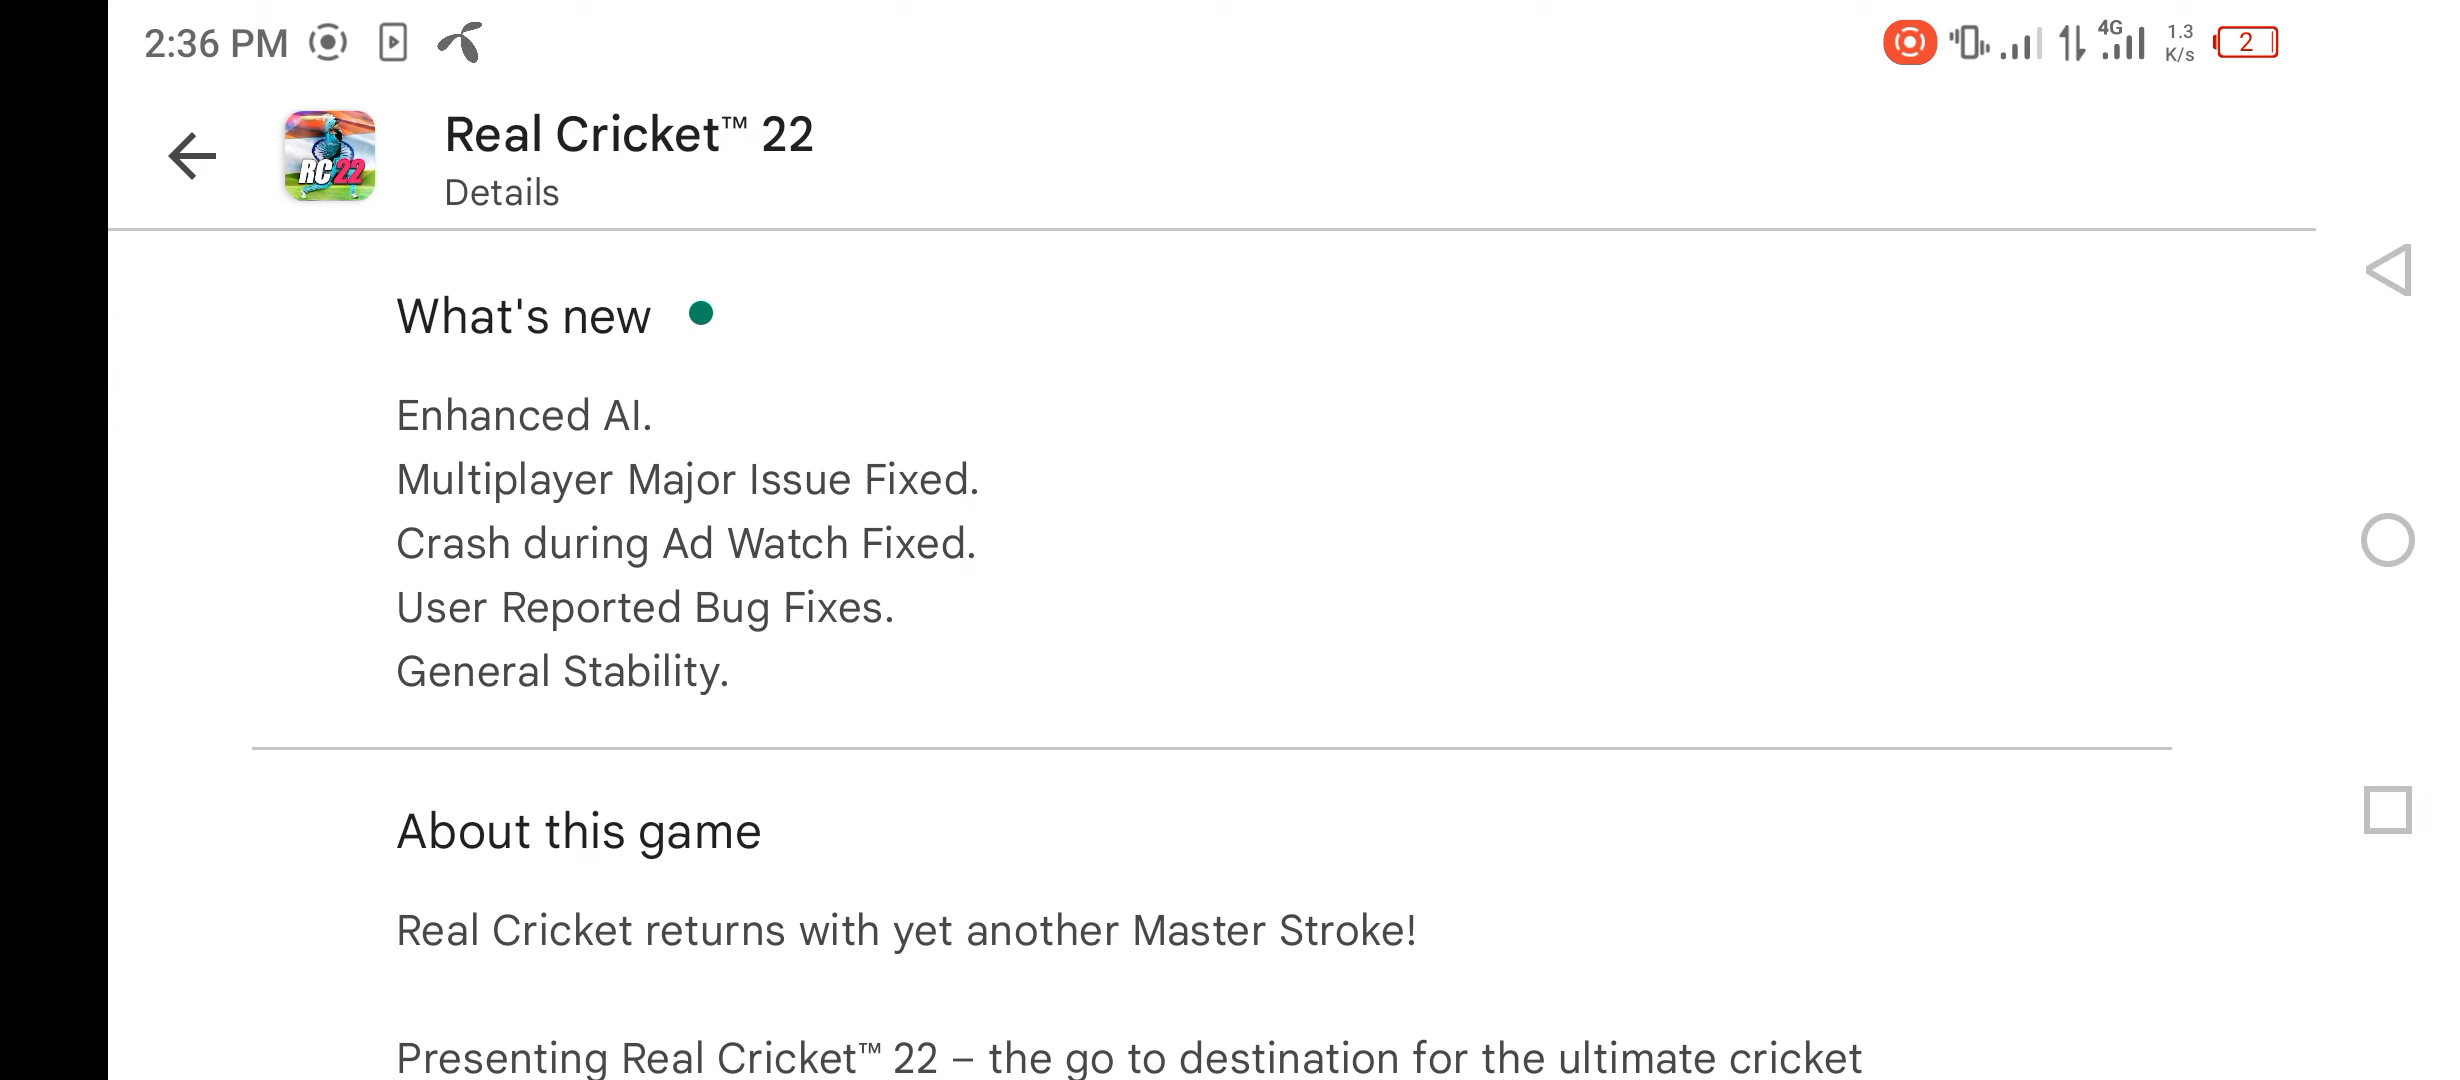 2:36 PM
4G
1.3
K/s
2
RC22
Real Cricket™ 22
Details
What's new
Enhanced AI.
Multiplayer Major Issue Fixed.
Crash during Ad Watch Fixed.
User Reported Bug Fixes.
General Stability.
About this game
Real Cricket returns with yet another Master Stroke!
Presenting Real Cricket™ 22 – the go to destination for the ultimate cricket